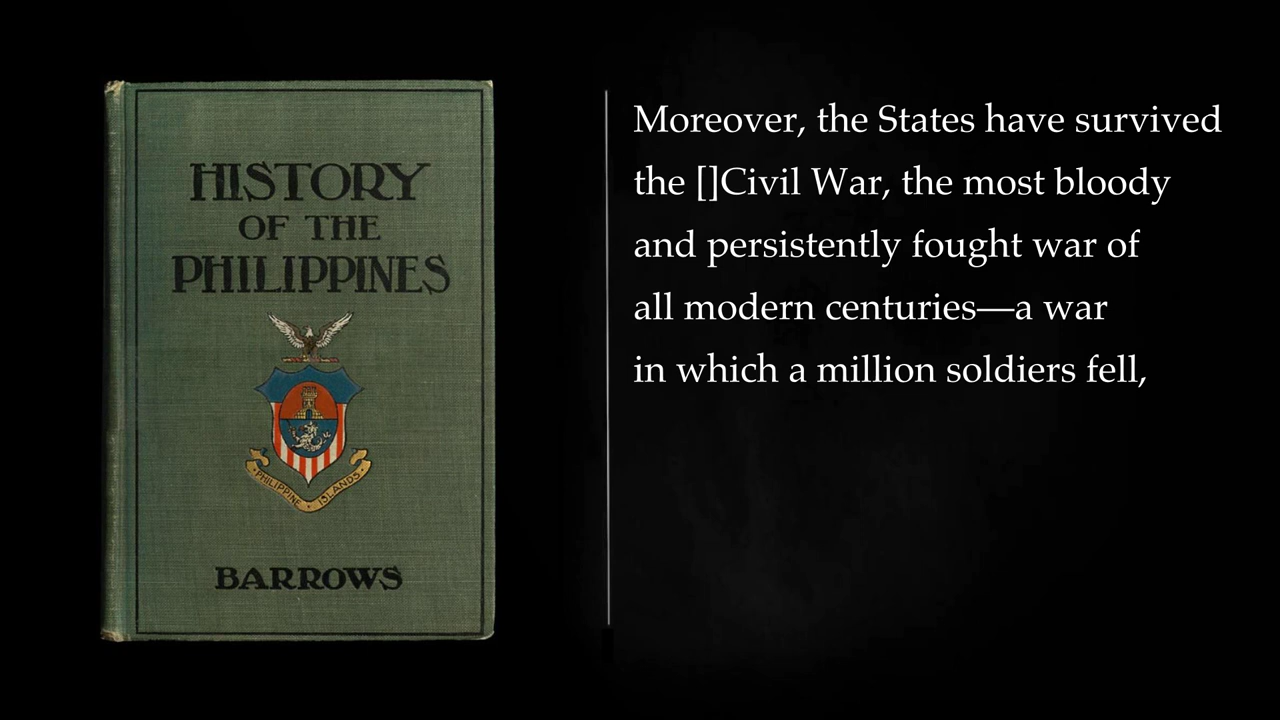 HISTORY
OF THE
PHILIPPINES
PHILIPPINE ISLANDS
BARROWS
Moreover, the States have survived
the []Civil War, the most bloody
and persistently fought war of
all modern centuries—a war
in which a million soldiers fell,